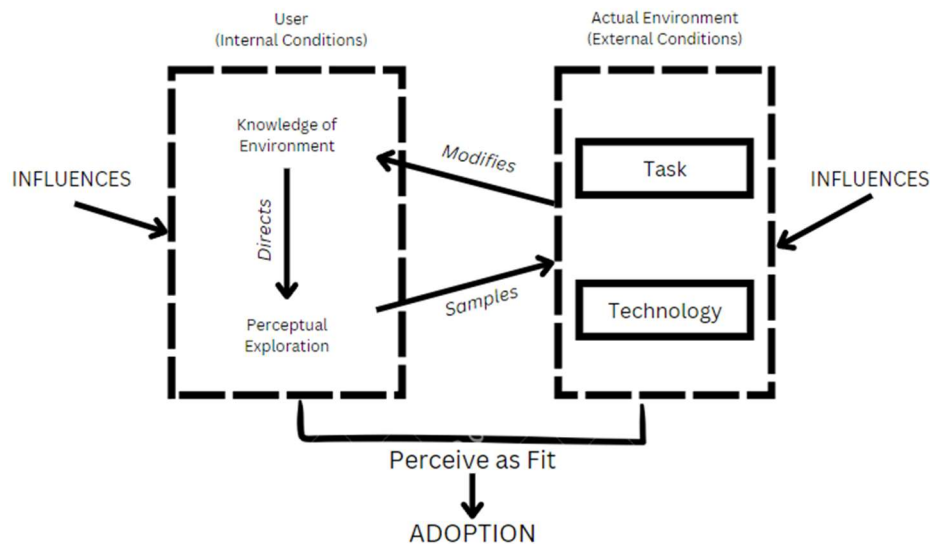 User
(Internal Conditions)
Actual Environment
(External Conditions)
Knowledge of
Environment
Modifies
Task
INFLUENCES
INFLUENCES
Directs
Samples
Technology
Perceptual
Exploration
Perceive as Fit
ADOPTION